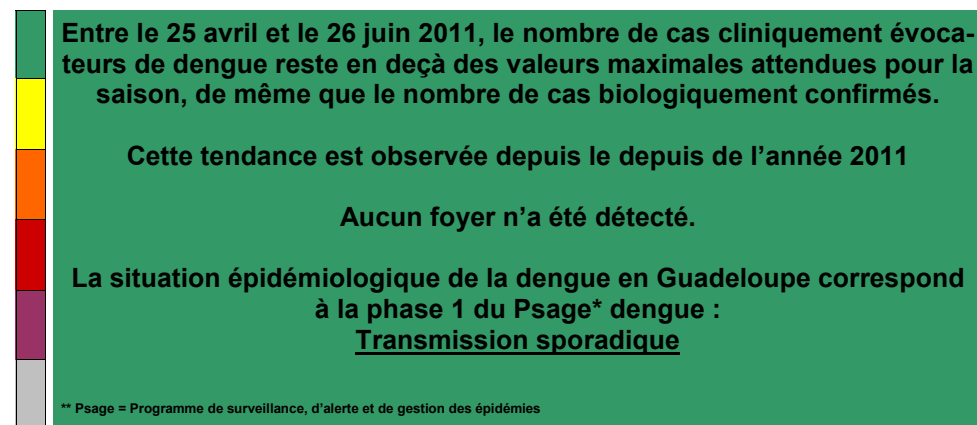 Entre le 25 avril et le 26 juin 2011, le nombre de cas cliniquement évoca-
teurs de dengue reste en deçà des valeurs maximales attendues pour la
saison, de même que le nombre de cas biologiquement confirmés.
Cette tendance est observée depuis le depuis de l’année 2011
Aucun foyer n’a été détecté.
La situation épidémiologique de la dengue en Guadeloupe correspond
à la phase 1 du Psage* dengue :
Transmission sporadique
** Psage = Programme de surveillance, d’alerte et de gestion des épidémies